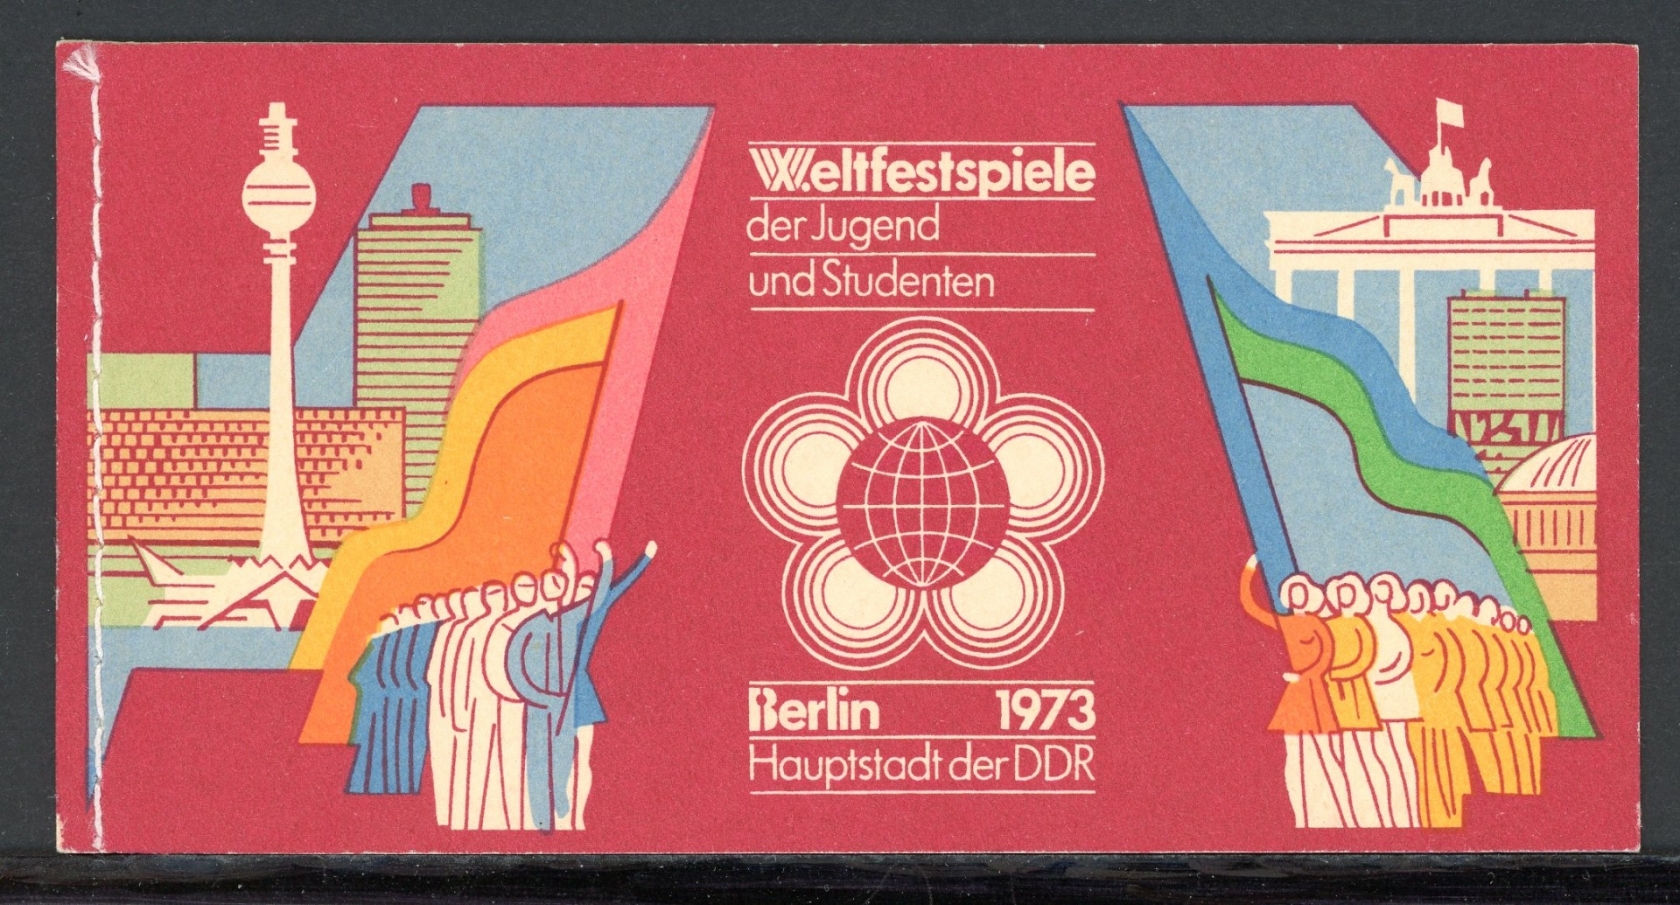 X. Weltfestspiele
der Jugend
und Studenten
Berlin 1973
Hauptstadt der DDR